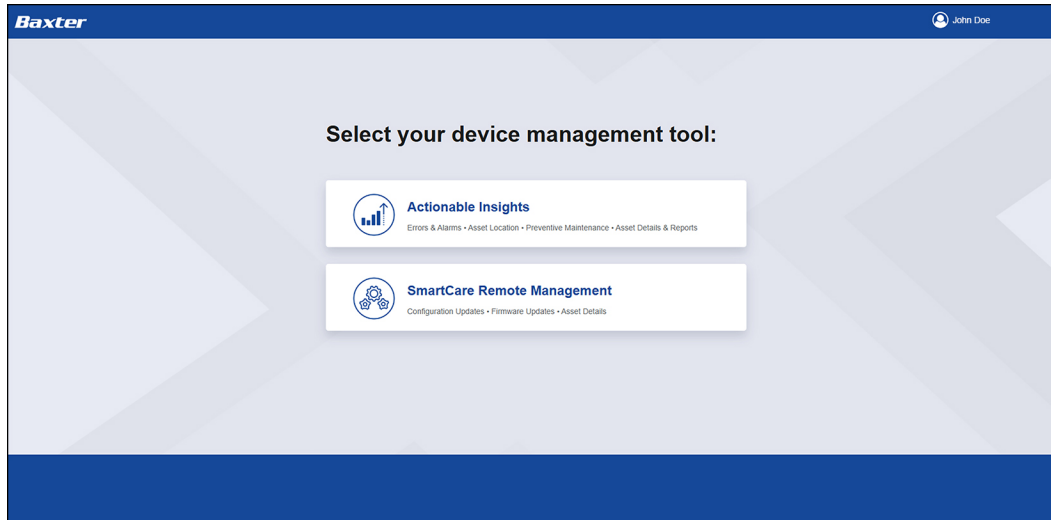 Baxter
John Doe
Select your device management tool:
Actionable Insights
Errors & Alarms • Asset Location • Preventive Maintenance • Asset Details & Reports
SmartCare Remote Management
Configuration Updates • Firmware Updates • Asset Details